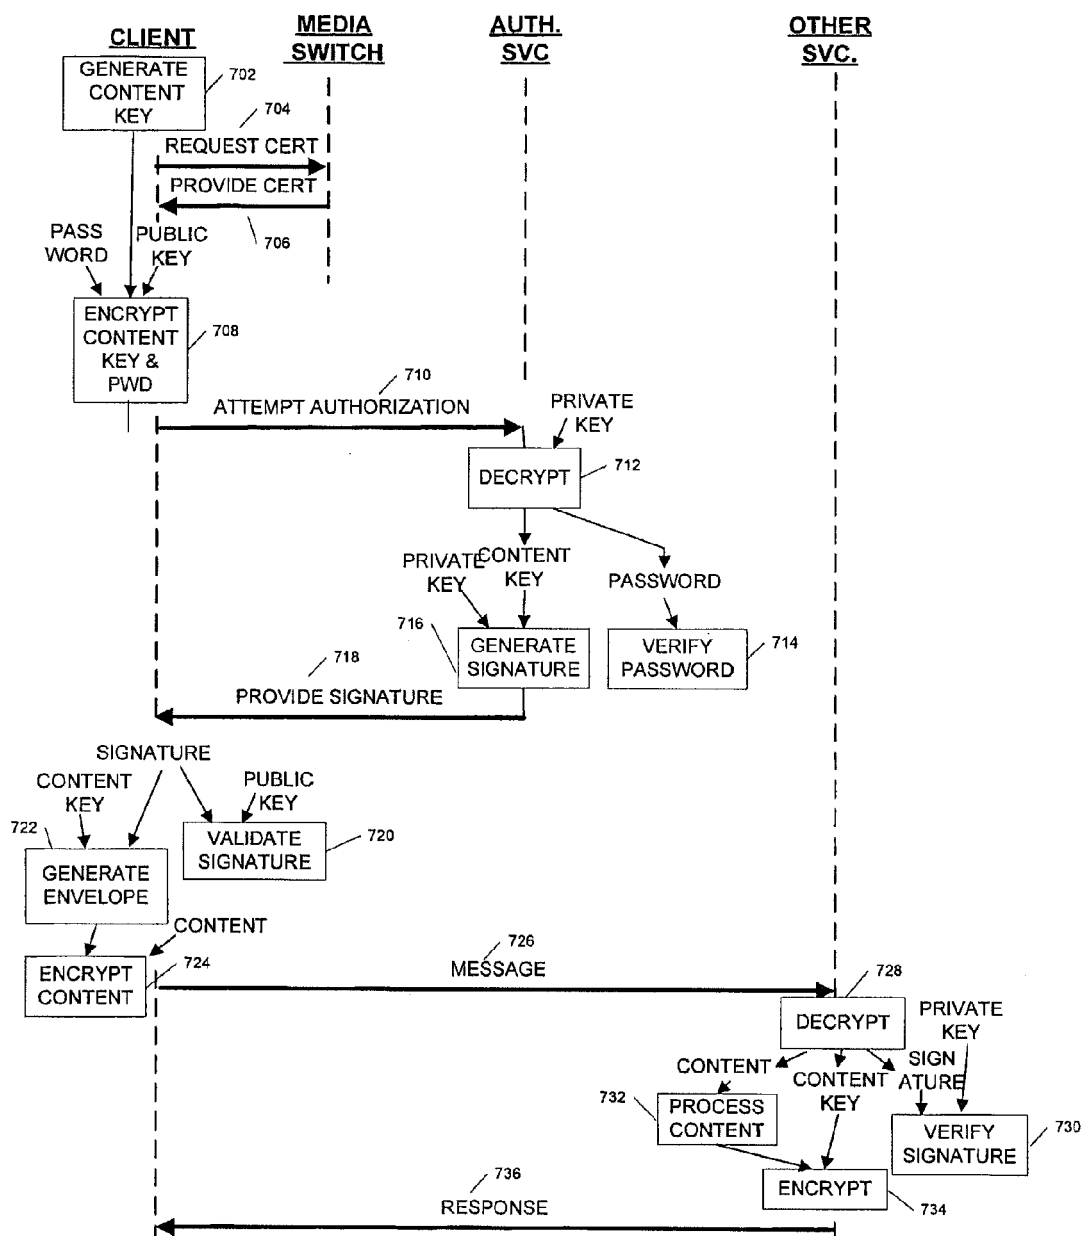 CLIENT
MEDIA
SWITCH
AUTH.
SVC
OTHER
SVC.
GENERATE
CONTENT
KEY
702
704
REQUEST CERT
PROVIDE CERT
706
PASS
WORD
PUBLIC
KEY
ENCRYPT
CONTENT
KEY &
PWD
708
710
ATTEMPT AUTHORIZATION
PRIVATE
KEY
DECRYPT
712
PRIVATE
KEY
CONTENT
KEY
PASSWORD
716
GENERATE
SIGNATURE
VERIFY
PASSWORD
714
718
PROVIDE SIGNATURE
SIGNATURE
CONTENT
KEY
PUBLIC
KEY
722
VALIDATE
SIGNATURE
720
GENERATE
ENVELOPE
CONTENT
ENCRYPT
CONTENT
724
726
MESSAGE
728
DECRYPT
PRIVATE
KEY
CONTENT
CONTENT
KEY
SIGN
ATURE
732
PROCESS
CONTENT
VERIFY
SIGNATURE
730
ENCRYPT
734
736
RESPONSE